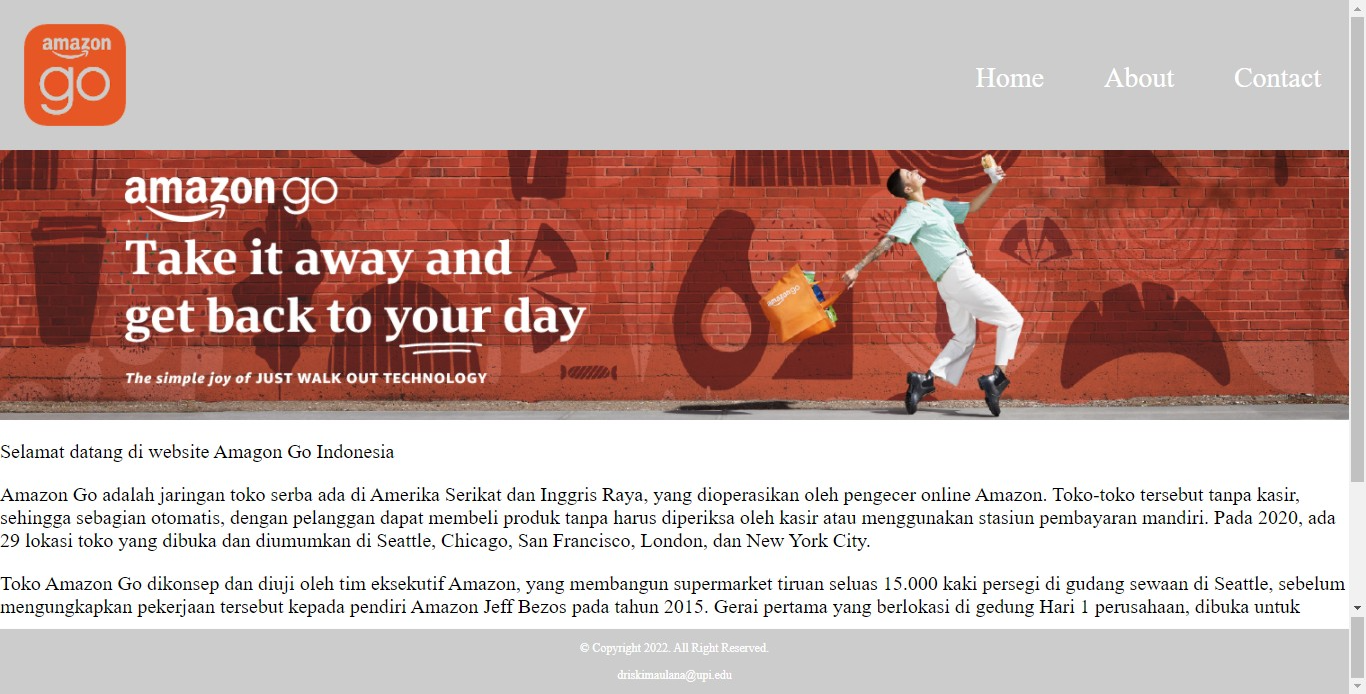 amazon
go
Home About Contact
amazon go
Take it away and
get back to your day
The simple joy of JUST WALK OUT TECHNOLOGY
amazon go
Selamat datang di website Amagon Go Indonesia
Amazon Go adalah jaringan toko serba ada di Amerika Serikat dan Inggris Raya, yang dioperasikan oleh pengecer online Amazon. Toko-toko tersebut tanpa kasir,
sehingga sebagian otomatis, dengan pelanggan dapat membeli produk tanpa harus diperiksa oleh kasir atau menggunakan stasiun pembayaran mandiri. Pada 2020, ada
29 lokasi toko yang dibuka dan diumumkan di Seattle, Chicago, San Francisco, London, dan New York City.
Toko Amazon Go dikonsep dan diuji oleh tim eksekutif Amazon, yang membangun supermarket tiruan seluas 15.000 kaki persegi di gudang sewaan di Seattle, sebelum
mengungkapkan pekerjaan tersebut kepada pendiri Amazon Jeff Bezos pada tahun 2015. Gerai pertama yang berlokasi di gedung Hari 1 perusahaan, dibuka untuk
© Copyright 2022. All Right Reserved.
driskimaulana@upi.edu